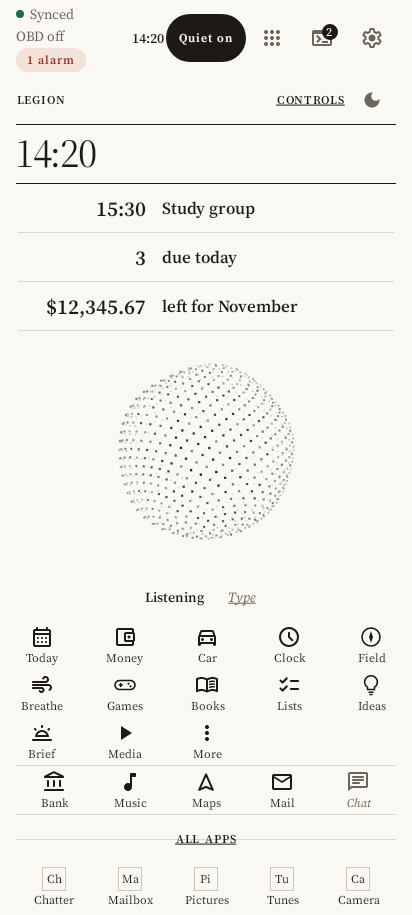 Synced
OBD off
1 alarm
14:20
Quiet on
2
LEGION
CONTROLS
14:20
15:30 Study group
3 due today
$12,345.67 left for November
Listening Type
Today Money Car Clock Field
Breathe Games Books Lists Ideas
Brief Media More
Bank Music Maps Mail Chat
ALL APPS
Ch Ma Pi Tu Ca
Chatter Mailbox Pictures Tunes Camera